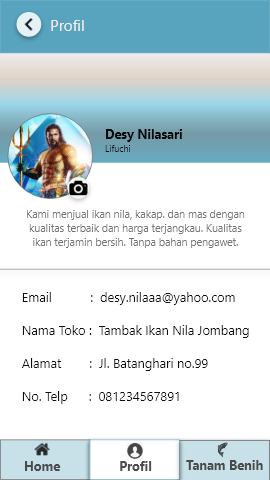 Profil
Desy Nilasari
Lifuchi
Kami menjual ikan nila, kakap. dan mas dengan
kualitas terbaik dan harga terjangkau. Kualitas
ikan terjamin bersih. Tanpa bahan pengawet.
Email : desy.nilaaa@yahoo.com
Nama Toko : Tambak Ikan Nila Jombang
Alamat : Jl. Batanghari no.99
No. Telp : 081234567891
Home Profil Tanam Benih